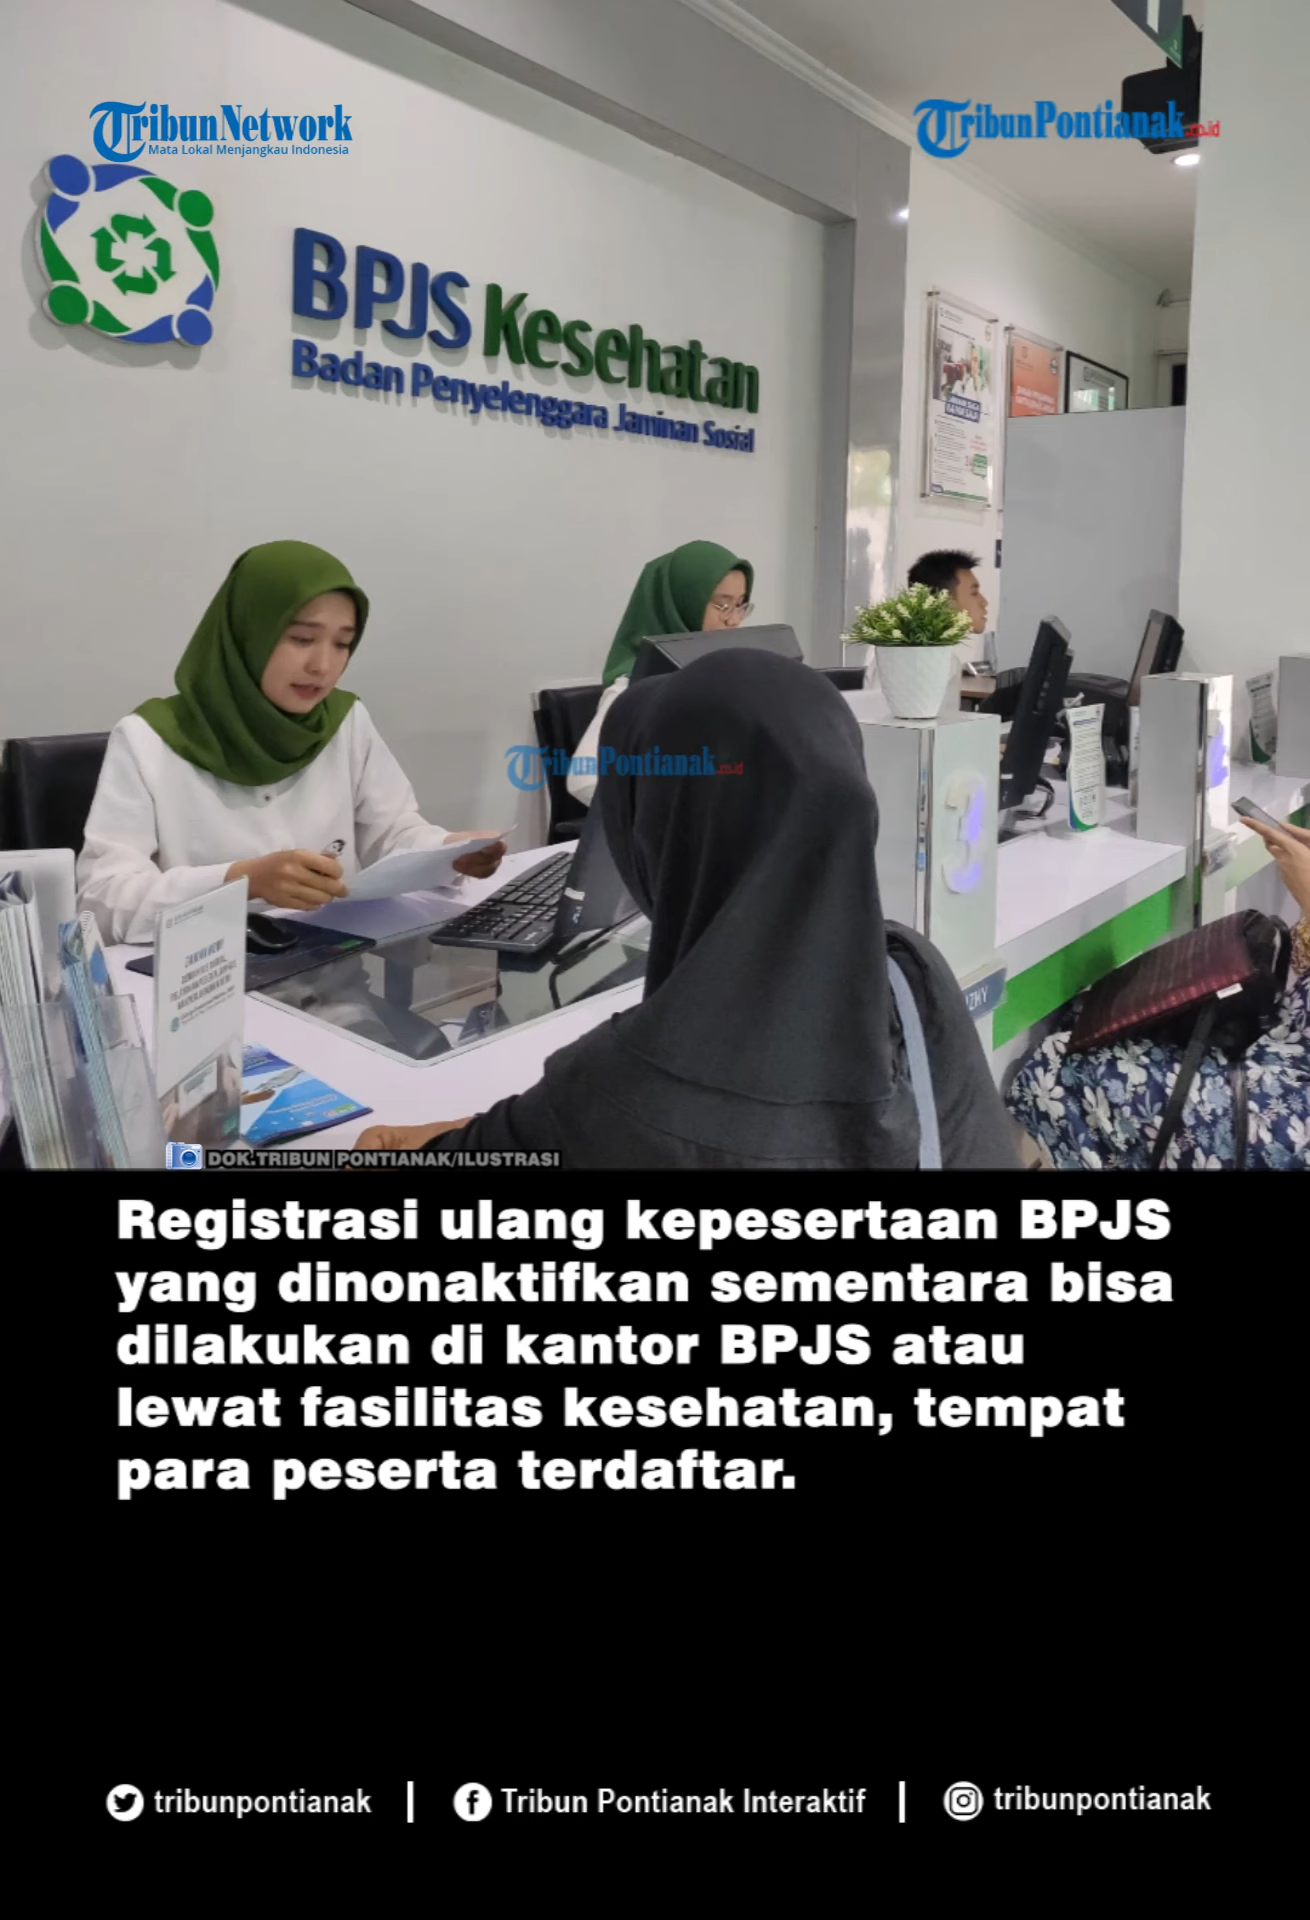 TribunNetwork
Mata Lokal Menjangkau Indonesia
TribunPontianak.co.id
BPJS Kesehatan
Badan Penyelenggara Jaminan Sosial
TribunPontianak.co.id
3
DOK.TRIBUN PONTIANAK/ILUSTRASI
Registrasi ulang kepesertaan BPJS
yang dinonaktifkan sementara bisa
dilakukan di kantor BPJS atau
lewat fasilitas kesehatan, tempat
para peserta terdaftar.
tribunpontianak | Tribun Pontianak Interaktif | tribunpontianak